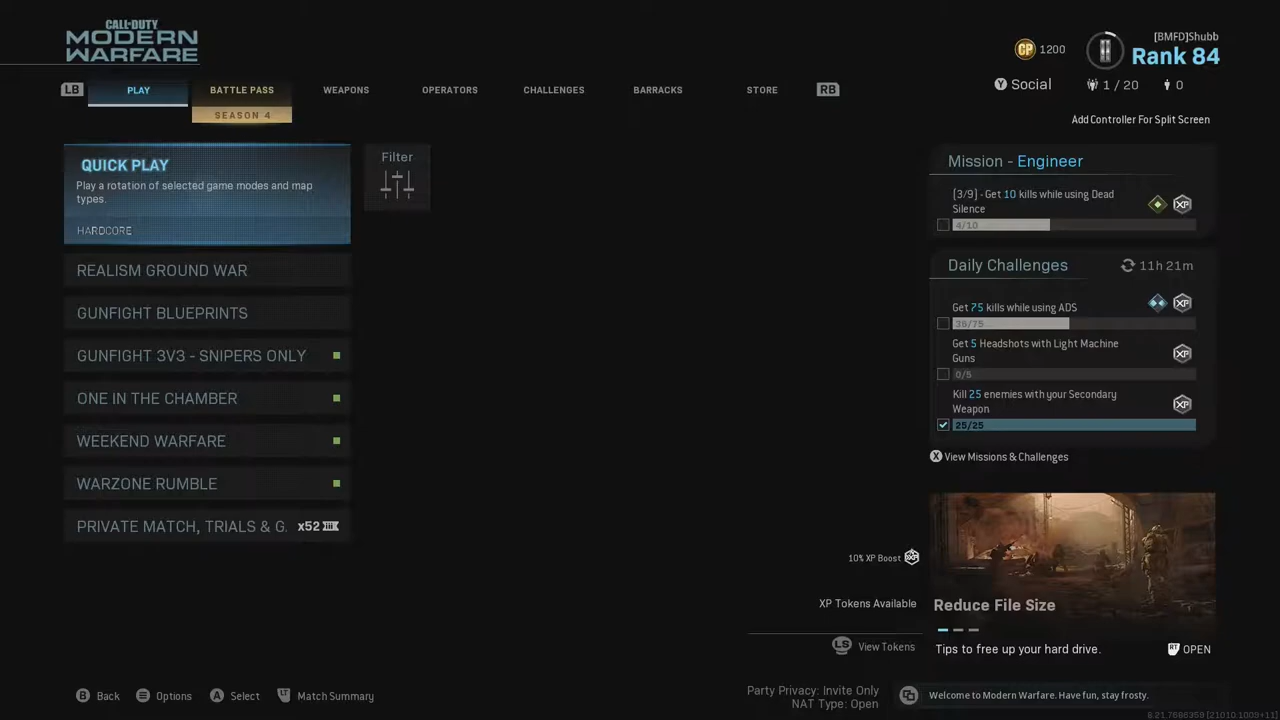 CALL OF DUTY
MODERN
WARFARE
CP 1200
[BMFD]Shubb
Rank 84
Y Social
1 / 20
0
Add Controller For Split Screen
LB
PLAY
BATTLE PASS
SEASON 4
WEAPONS
OPERATORS
CHALLENGES
BARRACKS
STORE
RB
QUICK PLAY
Play a rotation of selected game modes and map
types.
HARDCORE
Filter
REALISM GROUND WAR
GUNFIGHT BLUEPRINTS
GUNFIGHT 3V3 - SNIPERS ONLY
ONE IN THE CHAMBER
WEEKEND WARFARE
WARZONE RUMBLE
PRIVATE MATCH, TRIALS & G. x52
Mission - Engineer
[3/9] - Get 10 kills while using Dead
Silence
XP
4/10
Daily Challenges
11h 21m
Get 75 kills while using ADS
XP
Get 5 Headshots with Light Machine
Guns
XP
0/5
Kill 25 enemies with your Secondary
Weapon
XP
25/25
X View Missions & Challenges
10% XP Boost
XP Tokens Available
LS View Tokens
Reduce File Size
Tips to free up your hard drive.
RT OPEN
B Back
Options
A Select
LT Match Summary
Party Privacy: Invite Only
NAT Type: Open
Welcome to Modern Warfare. Have fun, stay frosty.